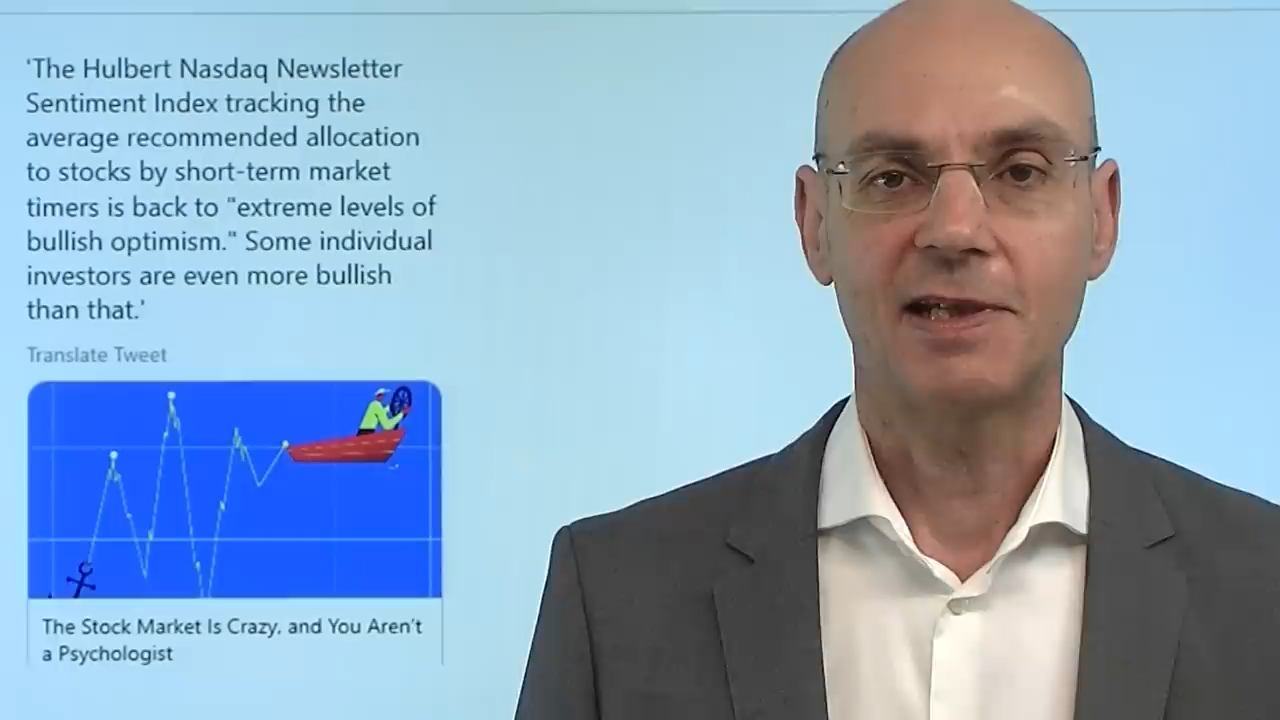 'The Hulbert Nasdaq Newsletter
Sentiment Index tracking the
average recommended allocation
to stocks by short-term market
timers is back to "extreme levels of
bullish optimism." Some individual
investors are even more bullish
than that.'
Translate Tweet
The Stock Market Is Crazy, and You Aren't
a Psychologist